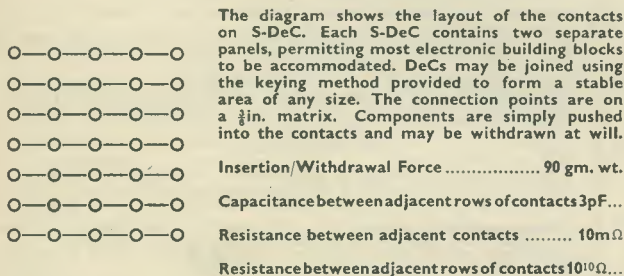 The diagram shows the layout of the contacts
on S-DeC. Each S-DeC contains two separate
panels, permitting most electronic building blocks
to be accommodated. DeCs may be joined using
the keying method provided to form a stable
area of any size. The connection points are on
a ⅜in. matrix. Components are simply pushed
into the contacts and may be withdrawn at will.
Insertion/Withdrawal Force .................. 90 gm. wt.
Capacitance between adjacent rows of contacts 3pF...
Resistance between adjacent contacts ......... 10mΩ
Resistance between adjacent rows of contacts 10¹⁰Ω...